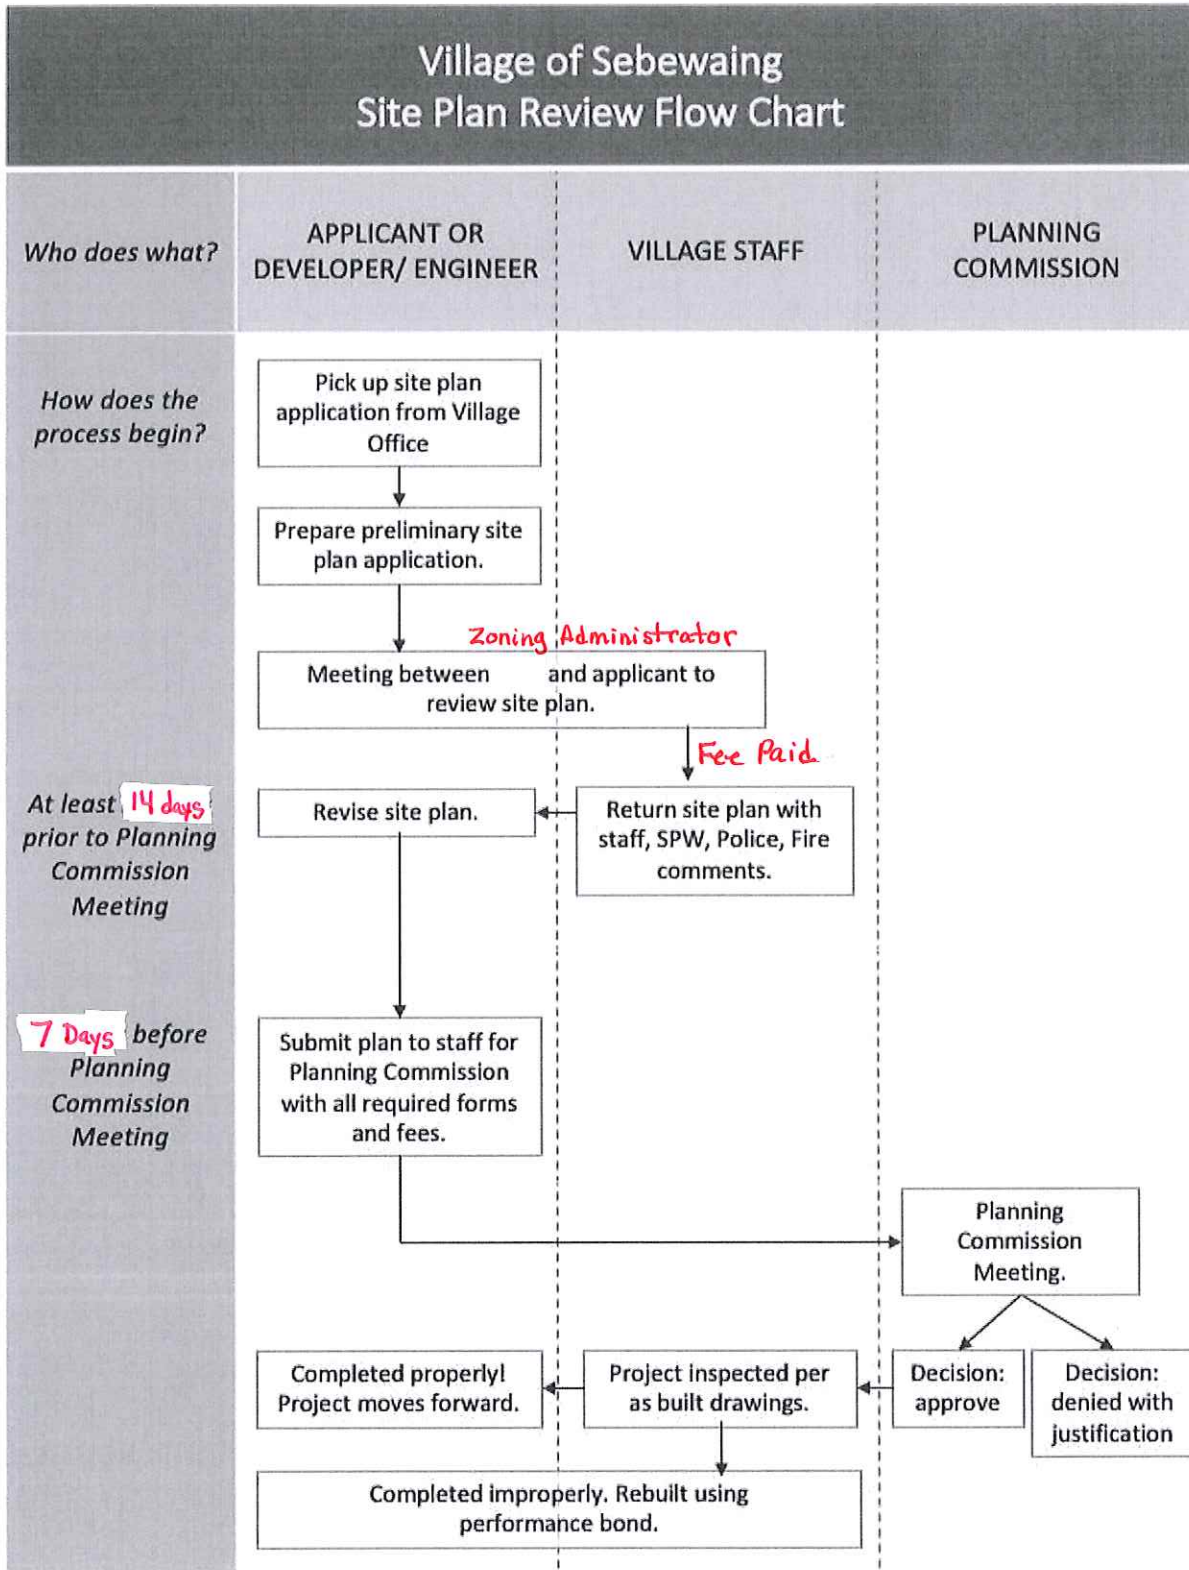 Village of Sebewaing
Site Plan Review Flow Chart
Who does what?
APPLICANT OR
DEVELOPER/ ENGINEER
VILLAGE STAFF
PLANNING
COMMISSION
How does the
process begin?
Pick up site plan
application from Village
Office
Prepare preliminary site
plan application.
Zoning Administrator
Meeting between and applicant to
review site plan.
Fee Paid
At least 14 days
prior to Planning
Commission
Meeting
Revise site plan.
Return site plan with
staff, SPW, Police, Fire
comments.
7 Days before
Planning
Commission
Meeting
Submit plan to staff for
Planning Commission
with all required forms
and fees.
Planning
Commission
Meeting.
Completed properly!
Project moves forward.
Project inspected per
as built drawings.
Decision:
approve
Decision:
denied with
justification
Completed improperly. Rebuilt using
performance bond.